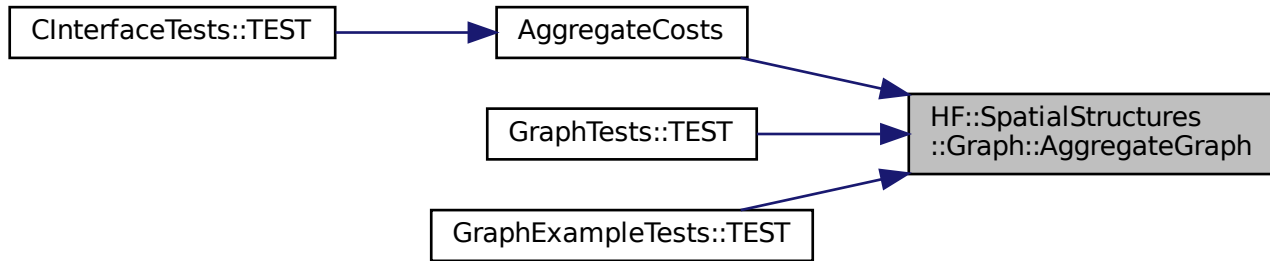 CInterfaceTests::TEST
AggregateCosts
GraphTests::TEST
GraphExampleTests::TEST
HF::SpatialStructures
::Graph::AggregateGraph